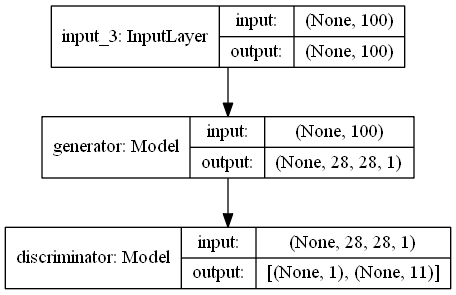 input_3: InputLayer
input: (None, 100)
output: (None, 100)
generator: Model
input: (None, 100)
output: (None, 28, 28, 1)
discriminator: Model
input: (None, 28, 28, 1)
output: [(None, 1), (None, 11)]